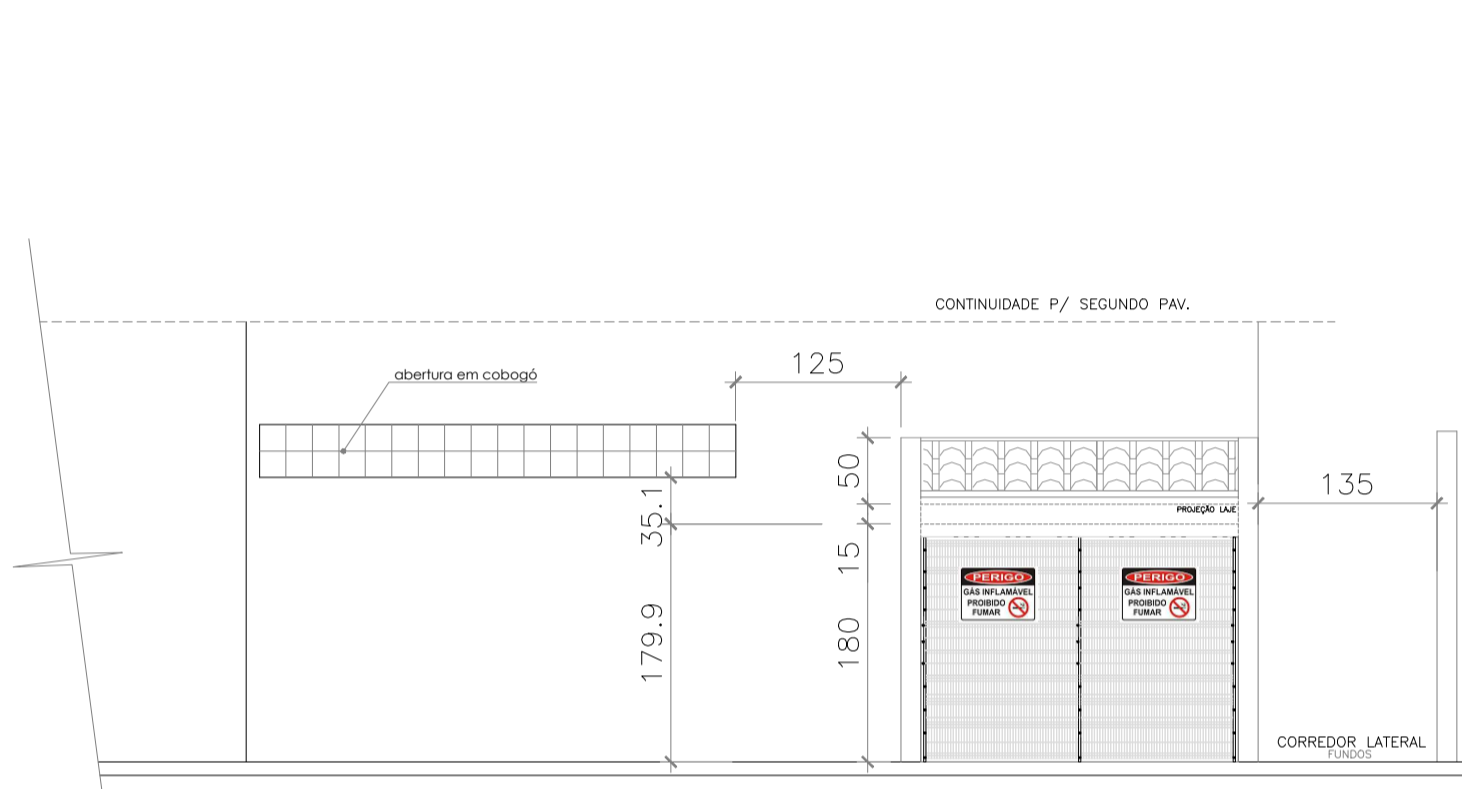 CONTINUIDADE P/ SEGUNDO PAV.
125
abertura em cobogó
50
135
35.1
PROJEÇÃO LAJE
15
PERIGO
GÁS INFLAMÁVEL
PROIBIDO
FUMAR
PERIGO
GÁS INFLAMÁVEL
PROIBIDO
FUMAR
179.9
180
CORREDOR LATERAL
FUNDOS